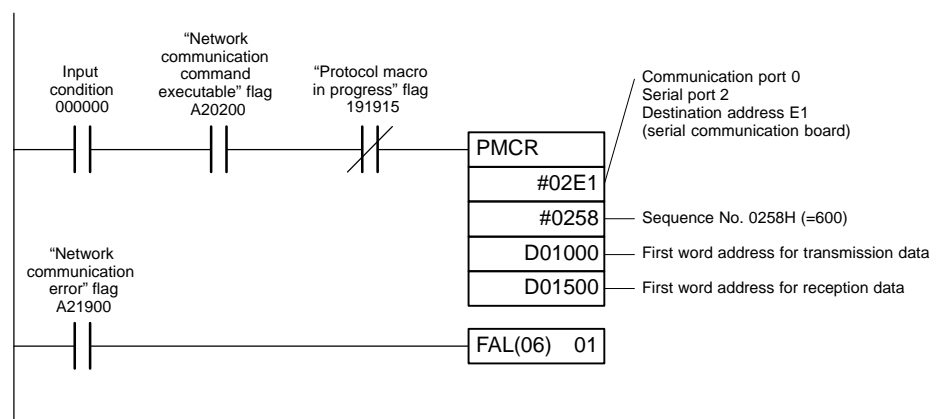 Input
condition
000000
“Network
communication
command
executable” flag
A20200
“Protocol macro
in progress” flag
191915
Communication port 0
Serial port 2
Destination address E1
(serial communication board)
PMCR
#02E1
#0258
Sequence No. 0258H (=600)
D01000
First word address for transmission data
D01500
First word address for reception data
“Network
communication
error” flag
A21900
FAL(06) 01